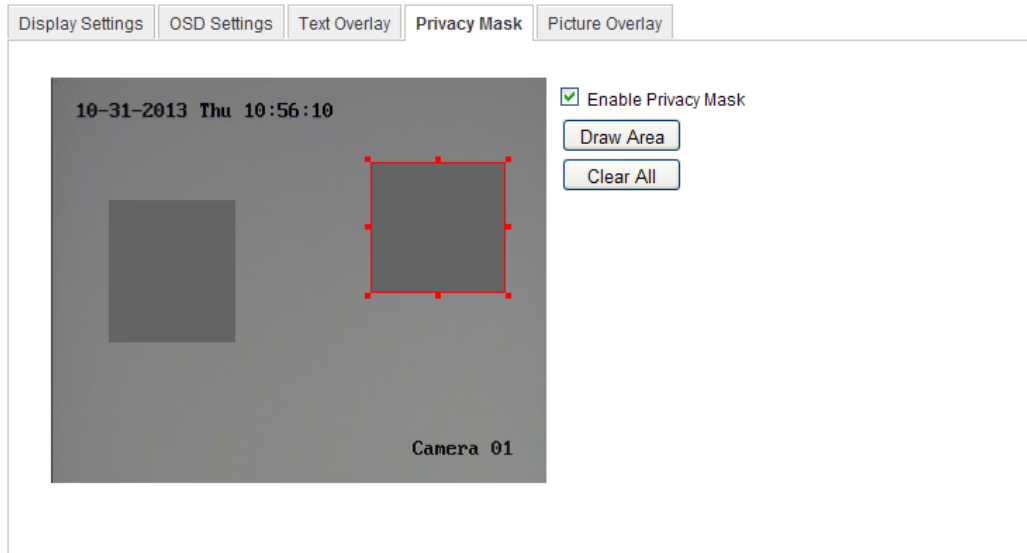 Display Settings OSD Settings Text Overlay Privacy Mask Picture Overlay
10-31-2013 Thu 10:56:10
Enable Privacy Mask
Draw Area
Clear All
Camera 01